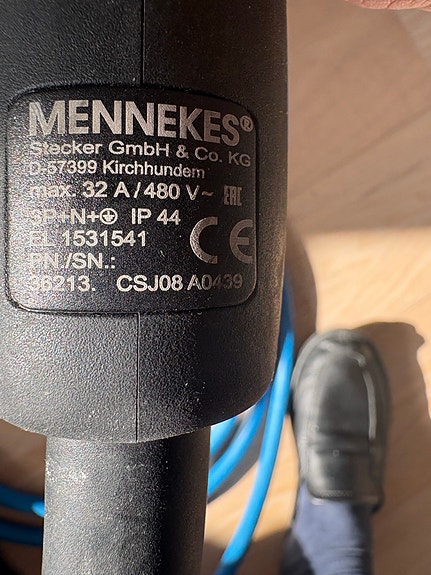 MENNEKES®
Stecker GmbH & Co. KG
D-57399 Kirchhundem
max. 32 A / 480 V~ EAC
3P+N+⏚ IP 44
EL 1531541
CE
PN./SN.:
36213. CSJ08 A0439